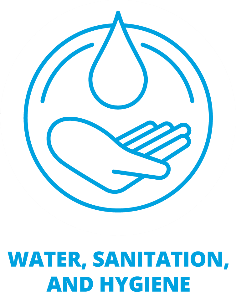 WATER, SANITATION,
AND HYGIENE